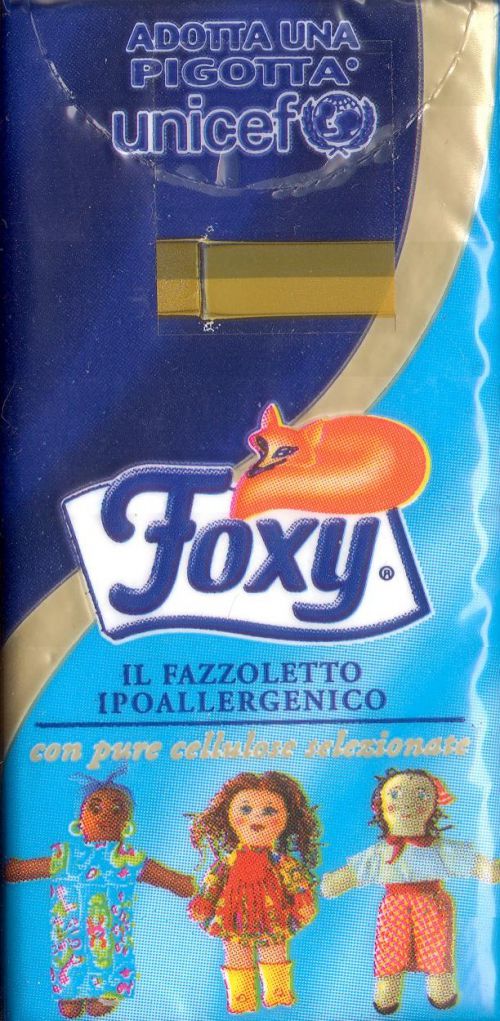 ADOTTA UNA
PIGOTTA®
unicef
Foxy®
IL FAZZOLETTO
IPOALLERGENICO
con pure cellulose selezionate